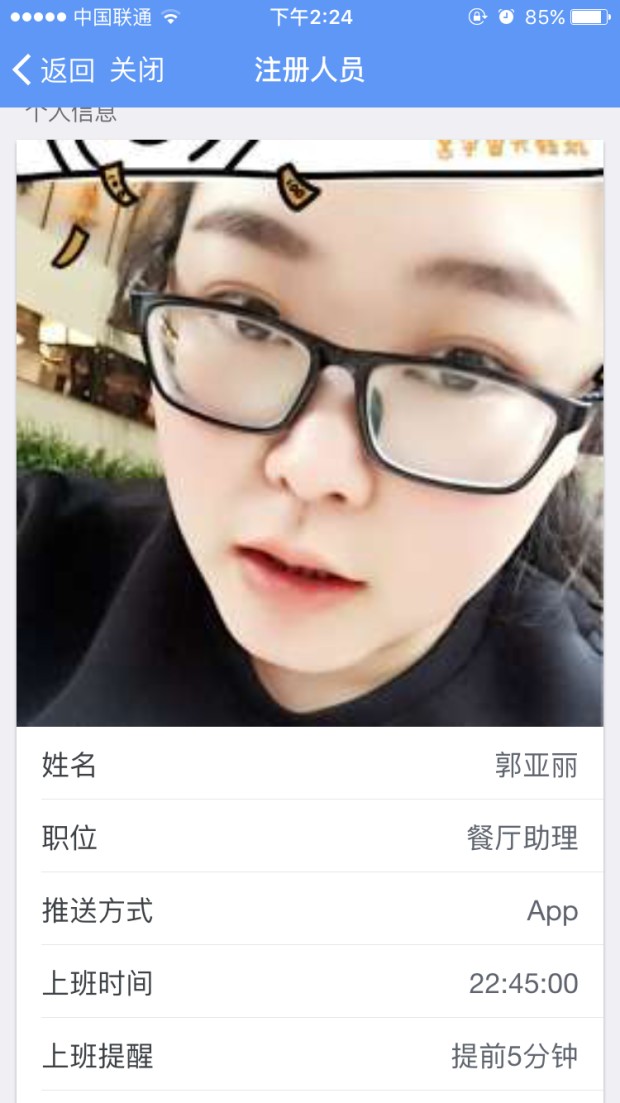 中国联通 下午2:24 85%
返回 关闭 注册人员
个人信息
姓名 郭亚丽
职位 餐厅助理
推送方式 App
上班时间 22:45:00
上班提醒 提前5分钟